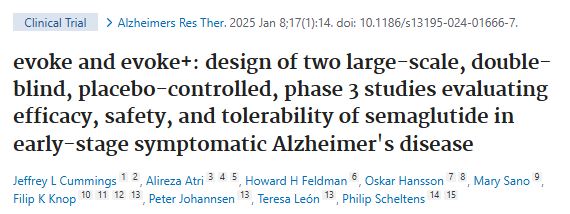 Clinical Trial > Alzheimers Res Ther. 2025 Jan 8;17(1):14. doi: 10.1186/s13195-024-01666-7.
evoke and evoke+: design of two large-scale, double-
blind, placebo-controlled, phase 3 studies evaluating
efficacy, safety, and tolerability of semaglutide in
early-stage symptomatic Alzheimer's disease
Jeffrey L Cummings 1 2, Alireza Atri 3 4 5, Howard H Feldman 6, Oskar Hansson 7 8, Mary Sano 9,
Filip K Knop 10 11 12 13, Peter Johannsen 13, Teresa León 13, Philip Scheltens 14 15